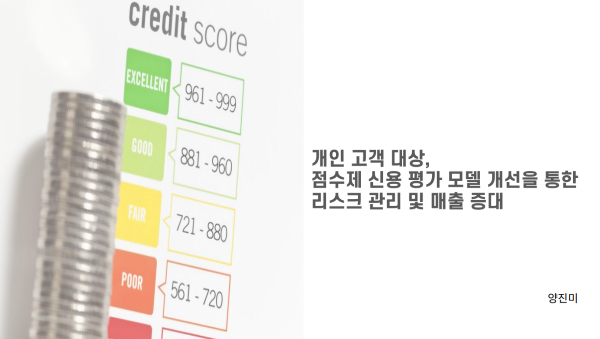 credit score
EXCELLENT
961 - 999
GOOD
881 - 960
FAIR
721 - 880
POOR
561 - 720
개인 고객 대상,
점수제 신용 평가 모델 개선을 통한
리스크 관리 및 매출 증대
양진미